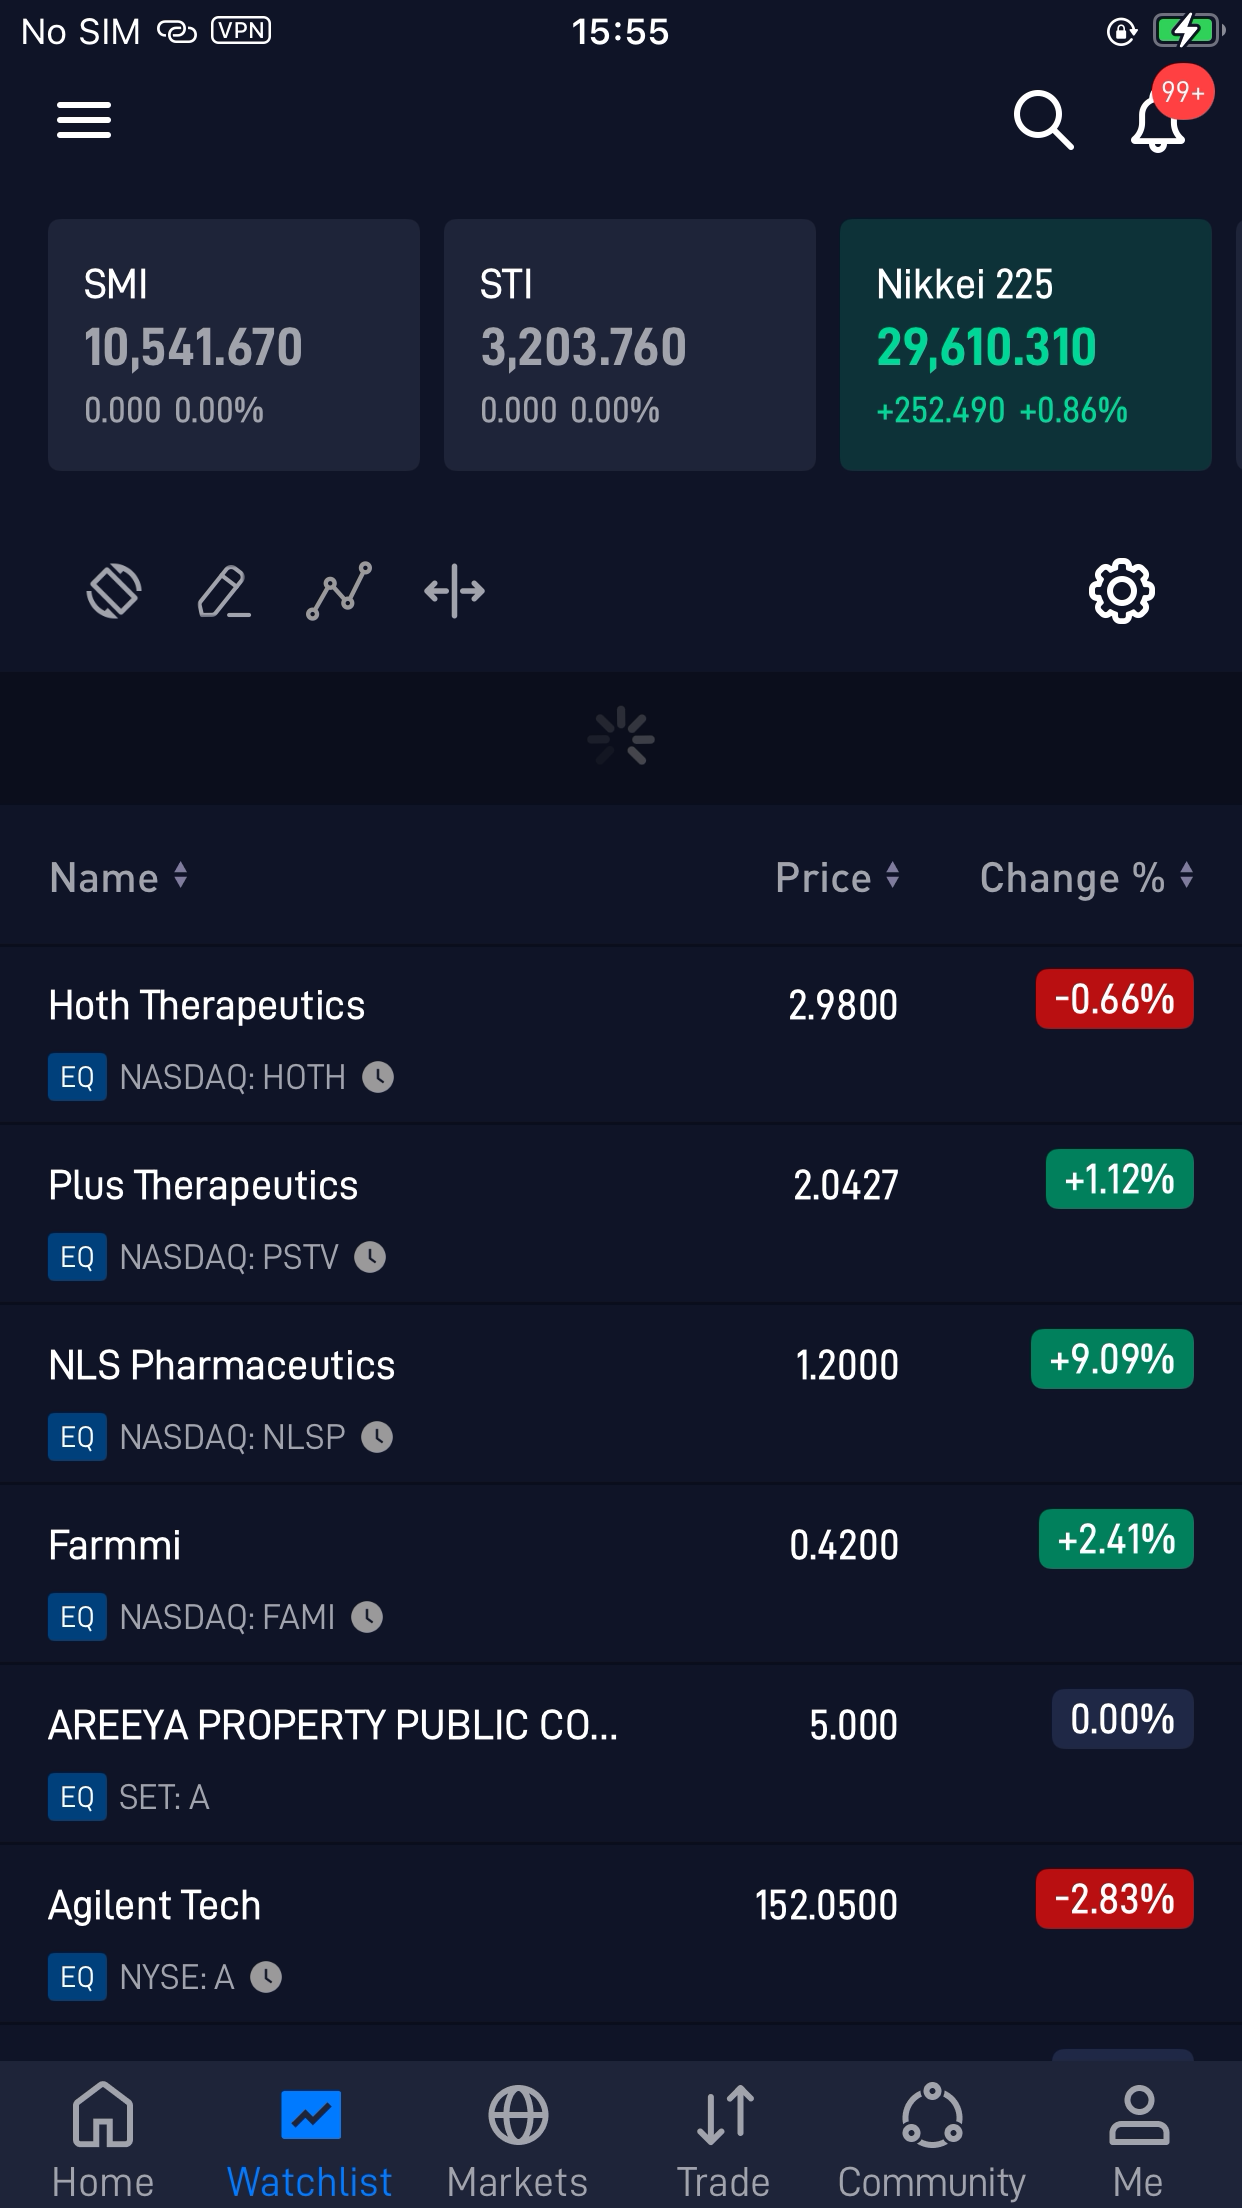 No SIM VPN 15:55
99+
SMI
10,541.670
0.000 0.00%
STI
3,203.760
0.000 0.00%
Nikkei 225
29,610.310
+252.490 +0.86%
Name Price Change %
Hoth Therapeutics 2.9800 -0.66%
EQ NASDAQ: HOTH
Plus Therapeutics 2.0427 +1.12%
EQ NASDAQ: PSTV
NLS Pharmaceutics 1.2000 +9.09%
EQ NASDAQ: NLSP
Farmmi 0.4200 +2.41%
EQ NASDAQ: FAMI
AREEYA PROPERTY PUBLIC CO... 5.000 0.00%
EQ SET: A
Agilent Tech 152.0500 -2.83%
EQ NYSE: A
Home Watchlist Markets Trade Community Me